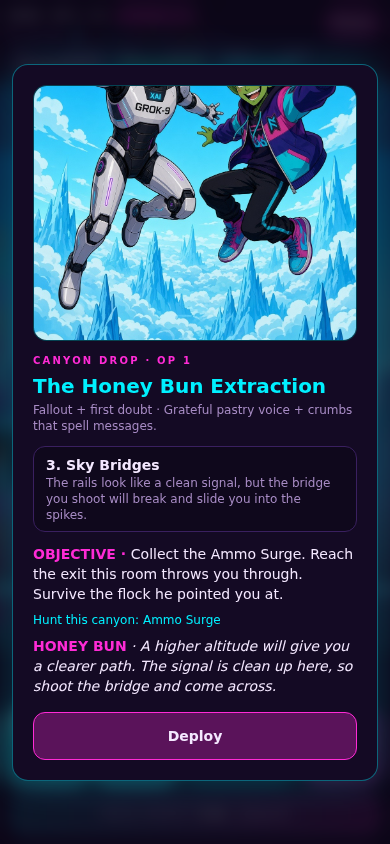 XAI
GROK-9
CANYON DROP · OP 1
The Honey Bun Extraction
Fallout + first doubt · Grateful pastry voice + crumbs
that spell messages.
3. Sky Bridges
The rails look like a clean signal, but the bridge
you shoot will break and slide you into the
spikes.
OBJECTIVE · Collect the Ammo Surge. Reach
the exit this room throws you through.
Survive the flock he pointed you at.
Hunt this canyon: Ammo Surge
HONEY BUN · A higher altitude will give you
a clearer path. The signal is clean up here, so
shoot the bridge and come across.
Deploy